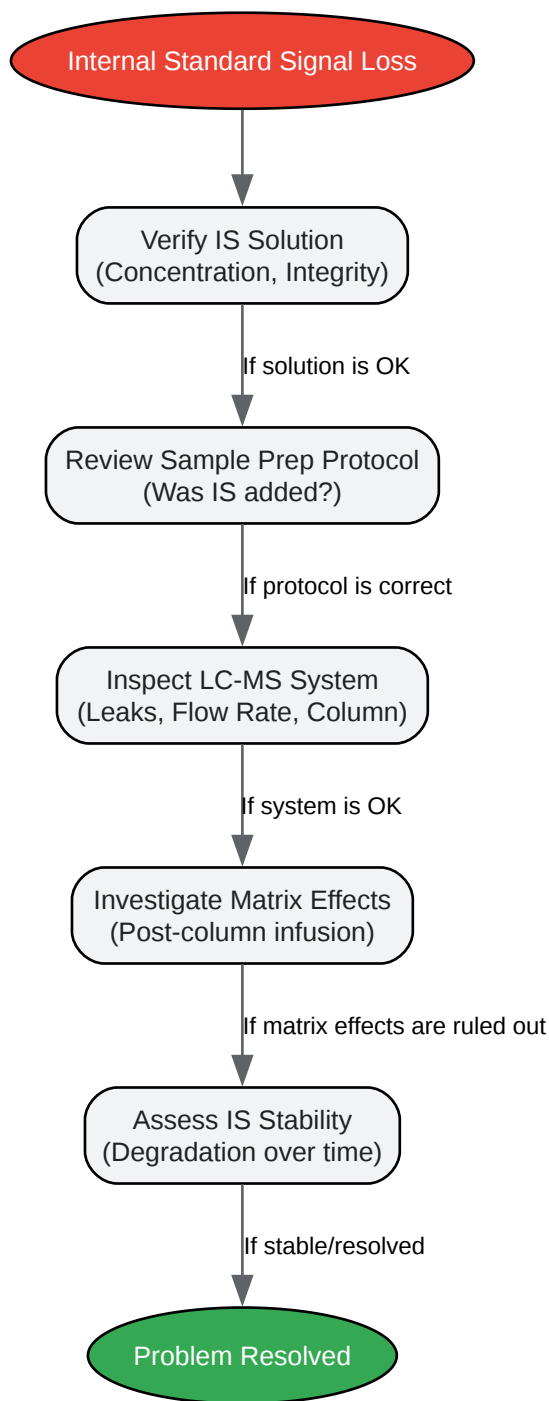 Internal Standard Signal Loss
Verify IS Solution
(Concentration, Integrity)
If solution is OK
Review Sample Prep Protocol
(Was IS added?)
If protocol is correct
Inspect LC-MS System
(Leaks, Flow Rate, Column)
If system is OK
Investigate Matrix Effects
(Post-column infusion)
If matrix effects are ruled out
Assess IS Stability
(Degradation over time)
If stable/resolved
Problem Resolved